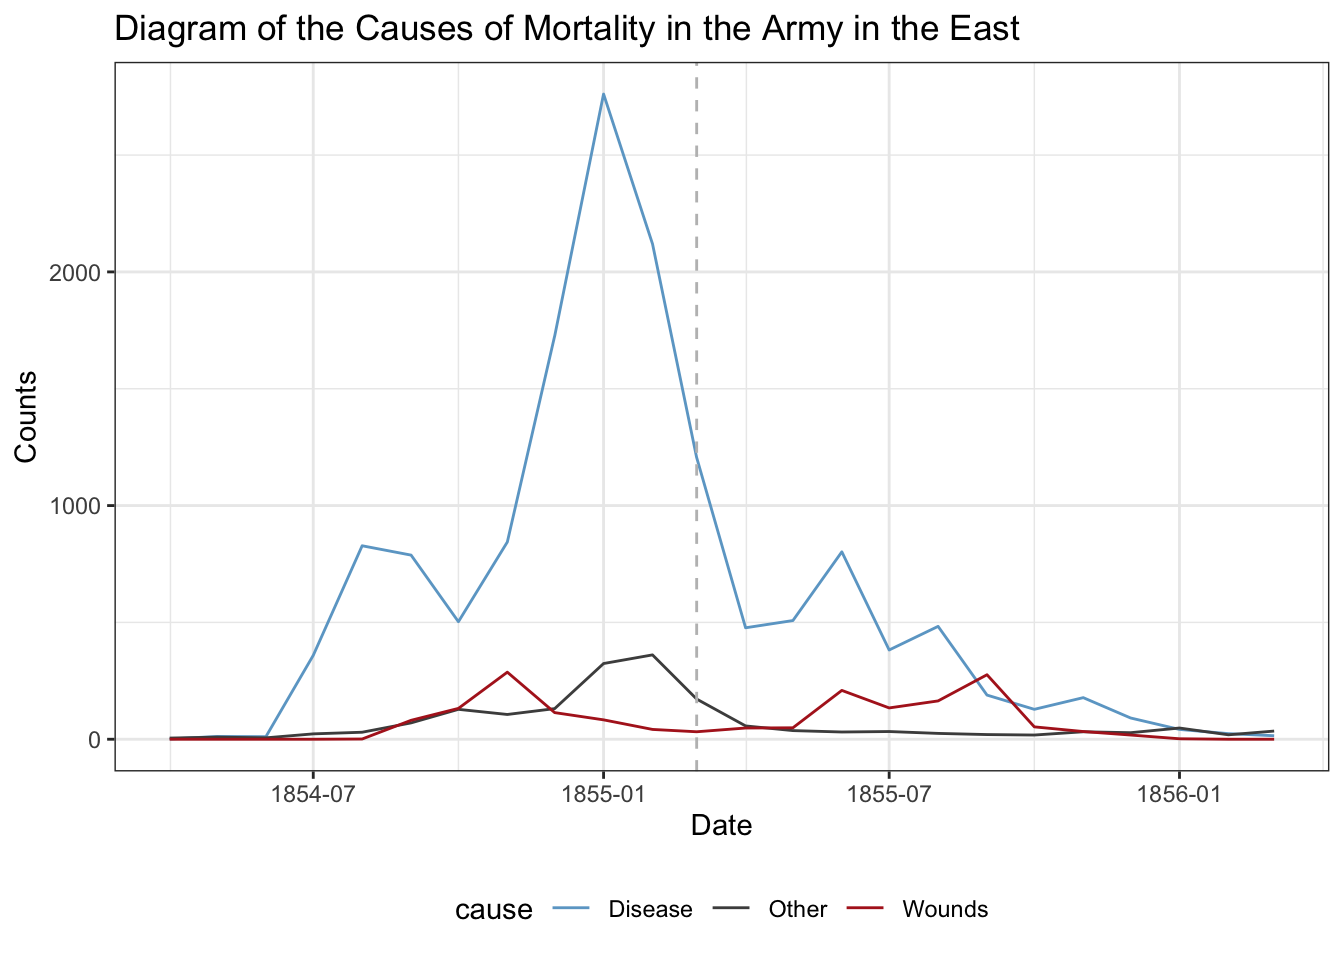 Diagram of the Causes of Mortality in the Army in the East
Counts
2000
1000
0
1854-07 1855-01 1855-07 1856-01
Date
cause Disease Other Wounds